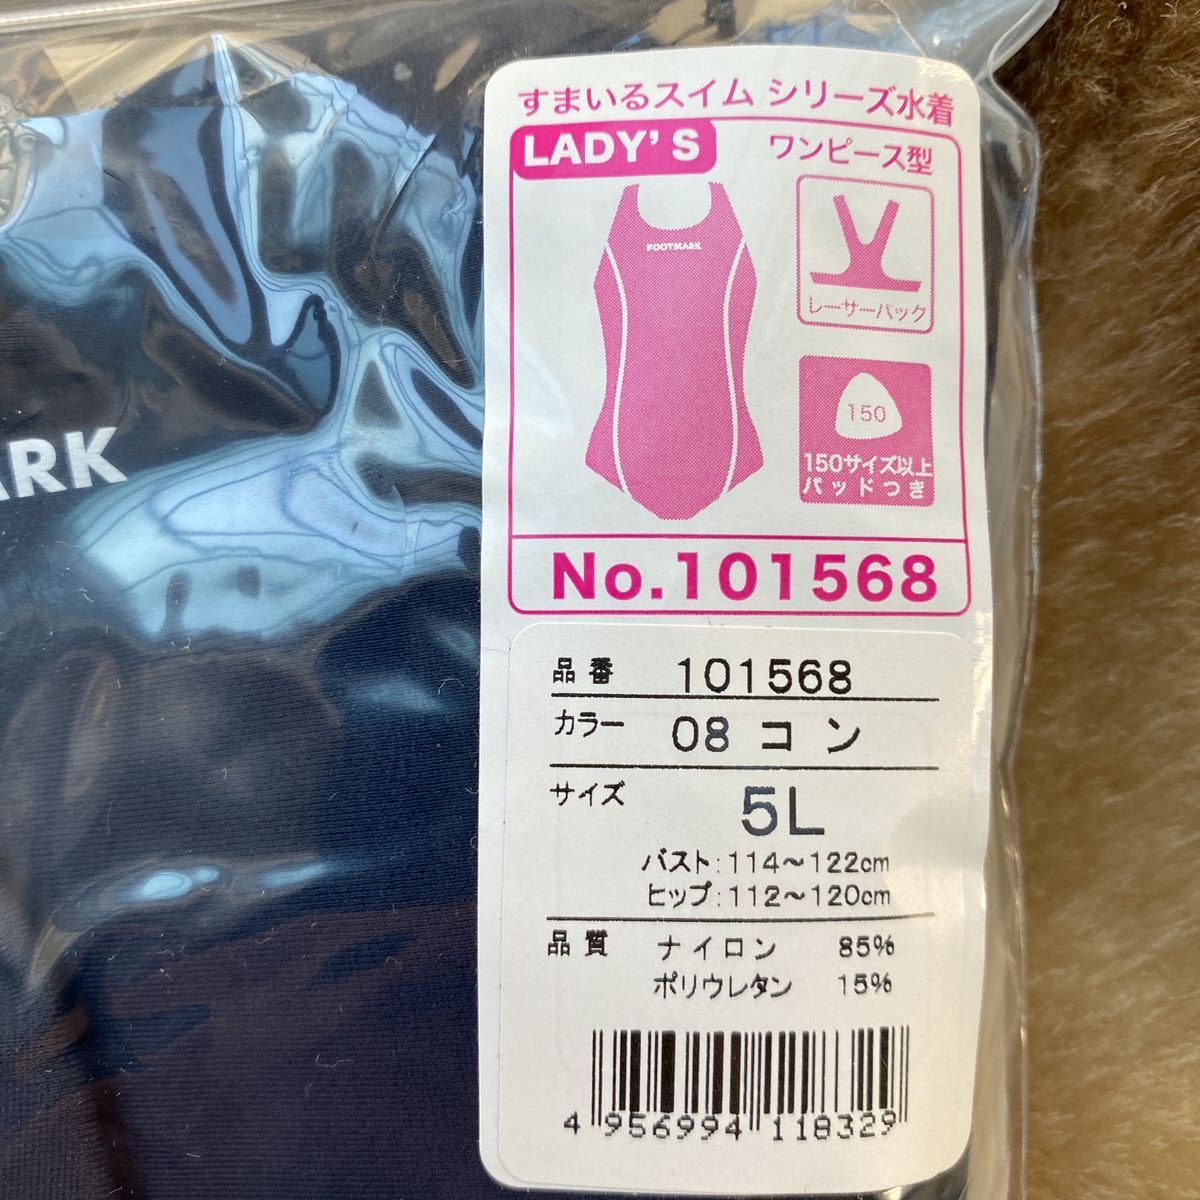 すまいるスイム シリーズ水着
LADY'S
ワンピース型
FOOTMARK
レーサーバック
150
150サイズ以上
パッドつき
No.101568
ARK
品番 101568
カラー 08 コン
サイズ 5L
バスト:114〜122cm
ヒップ:112〜120cm
品質 ナイロン 85%
ポリウレタン 15%
4 956994 118329